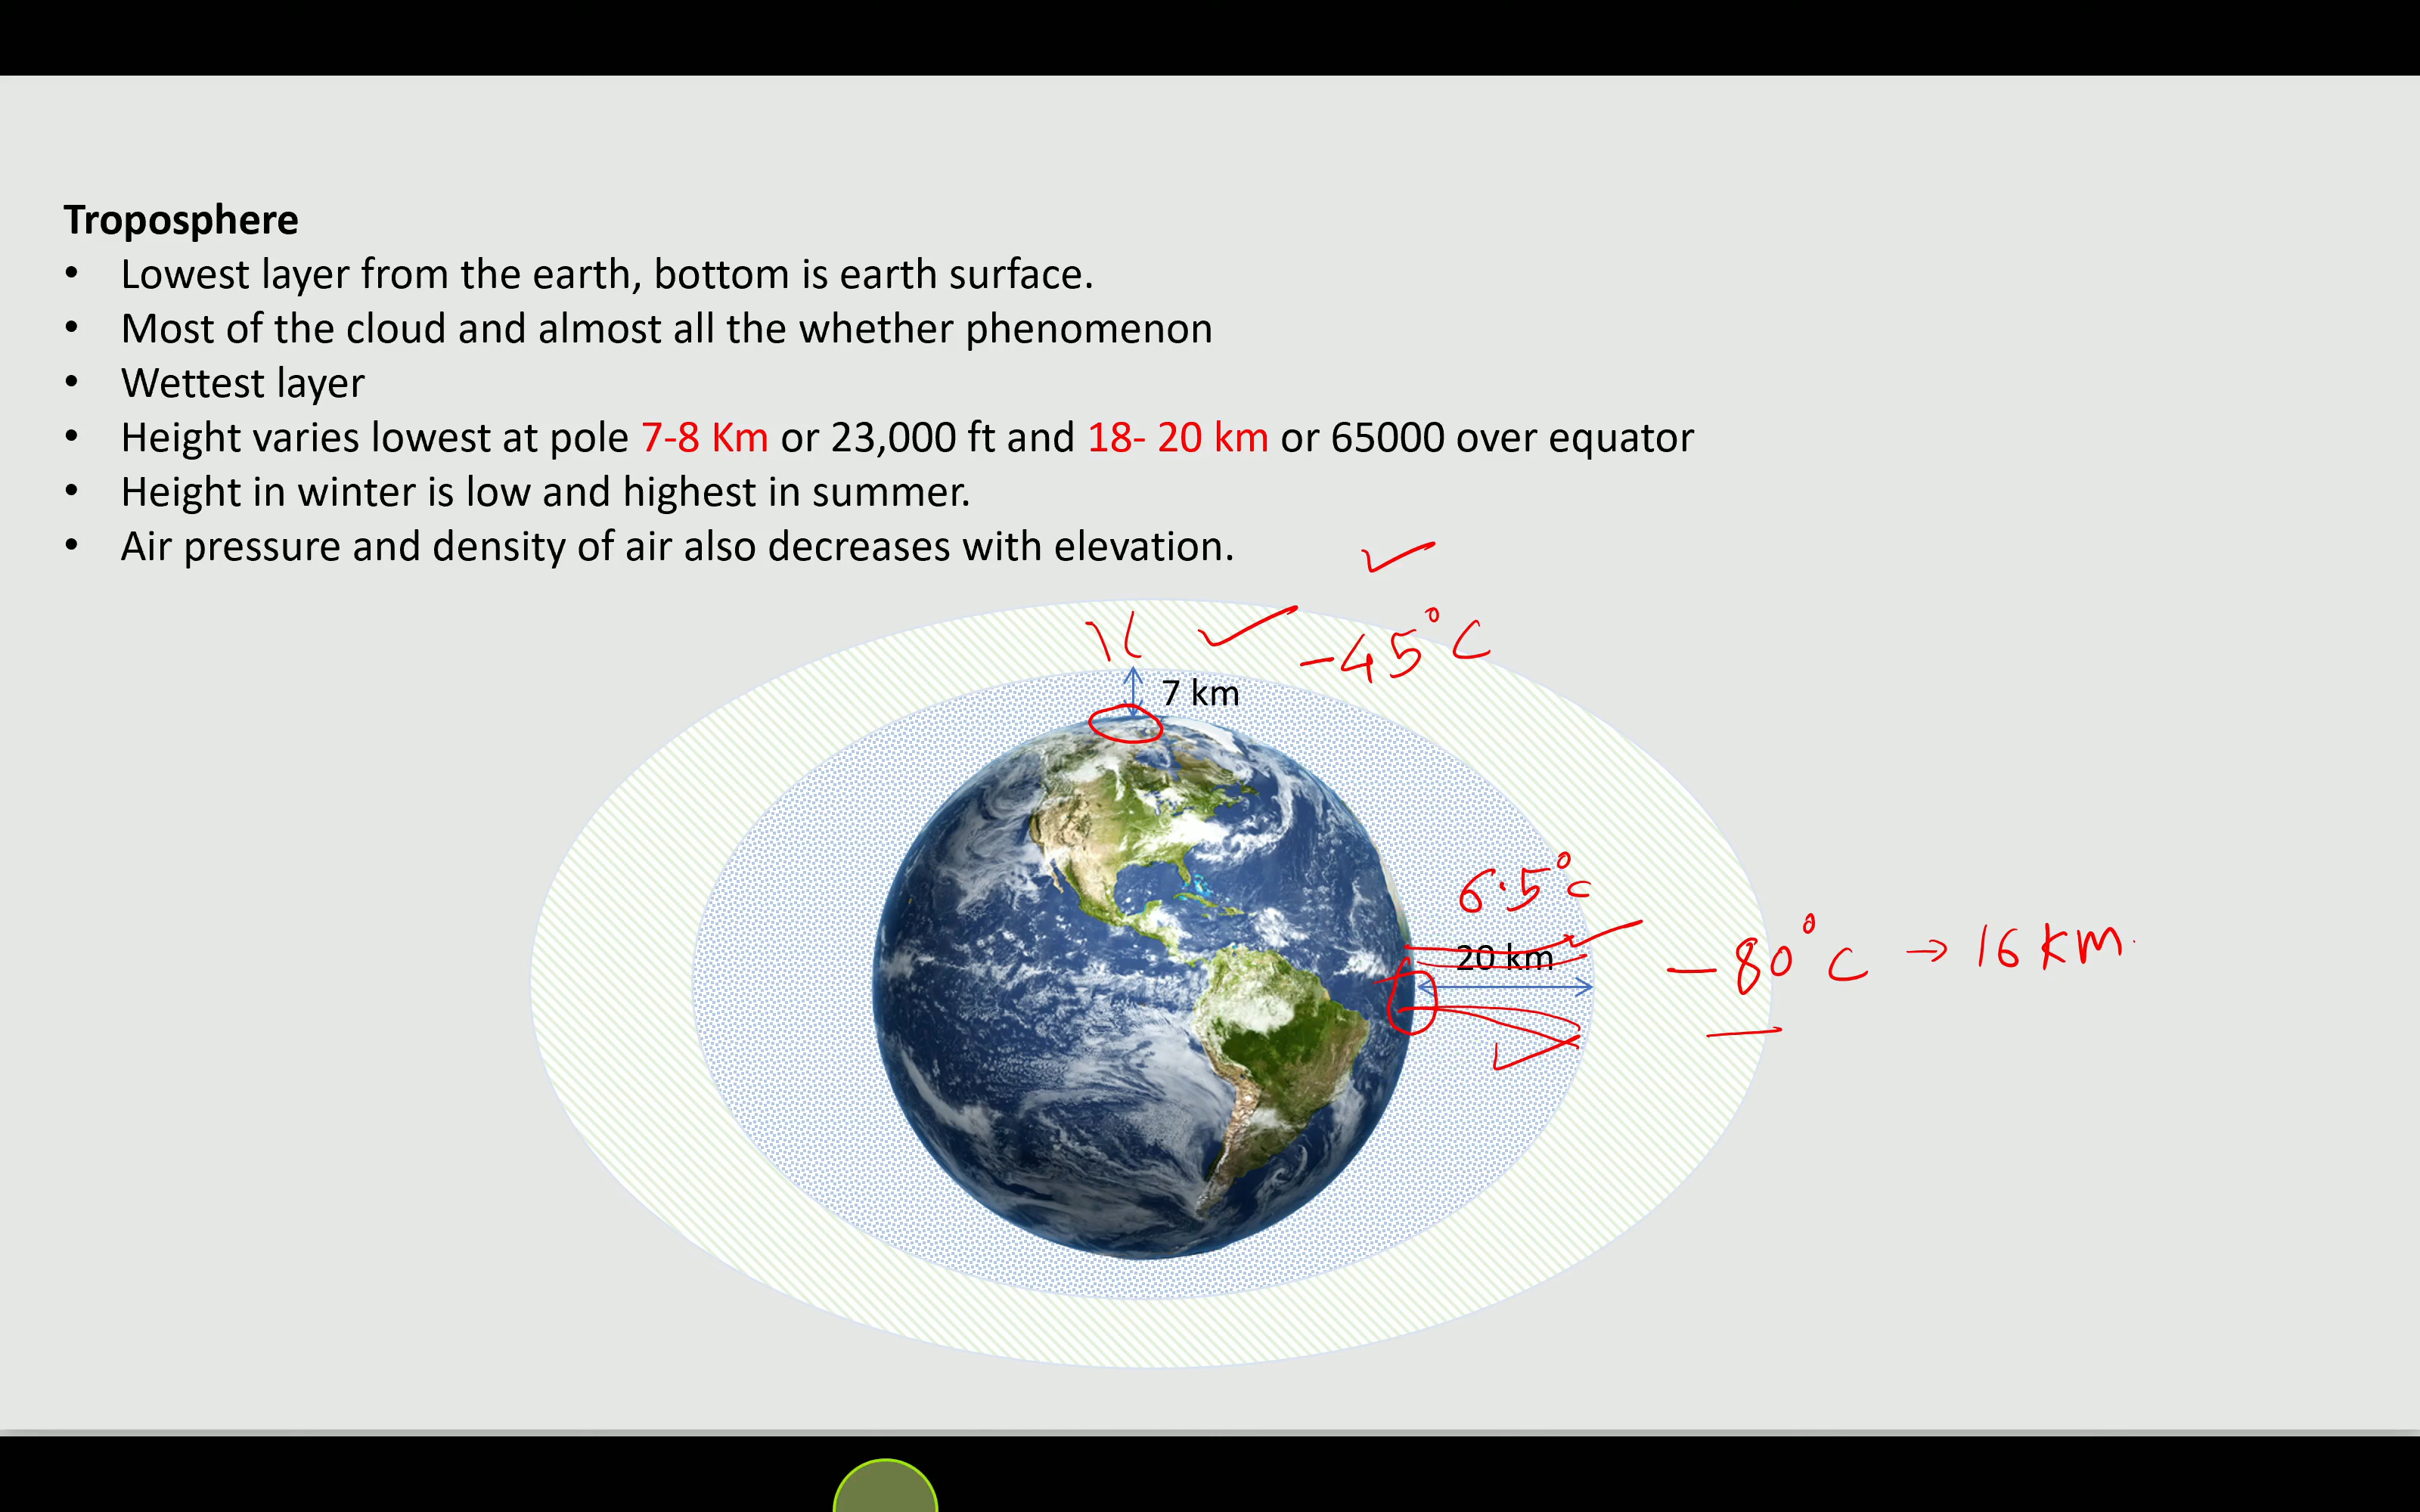 Troposphere
• Lowest layer from the earth, bottom is earth surface.
• Most of the cloud and almost all the whether phenomenon
• Wettest layer
• Height varies lowest at pole 7-8 Km or 23,000 ft and 18- 20 km or 65000 over equator
• Height in winter is low and highest in summer.
• Air pressure and density of air also decreases with elevation.
-45°C
7 km
6.5°C
20 km
-80°C → 16 KM